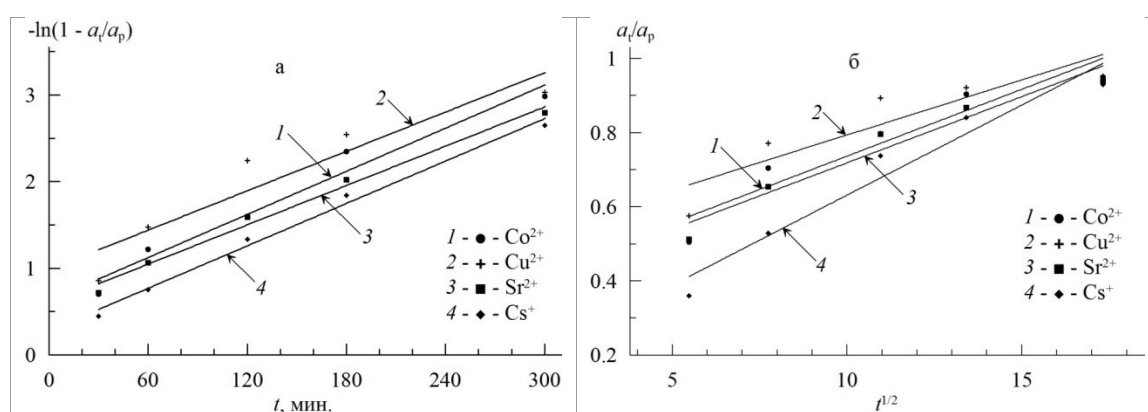 -ln(1 - aₜ/aₚ)
а
3
2
1
0
2
1
3
4
1 - ● - Co²⁺
2 - + - Cu²⁺
3 - ■ - Sr²⁺
4 - ♦ - Cs⁺
0 60 120 180 240 300
t, мин.
aₜ/aₚ
б
1
0.8
0.6
0.4
0.2
2
1
3
4
1 - ● - Co²⁺
2 - + - Cu²⁺
3 - ■ - Sr²⁺
4 - ♦ - Cs⁺
5 10 15
t¹ᐟ²